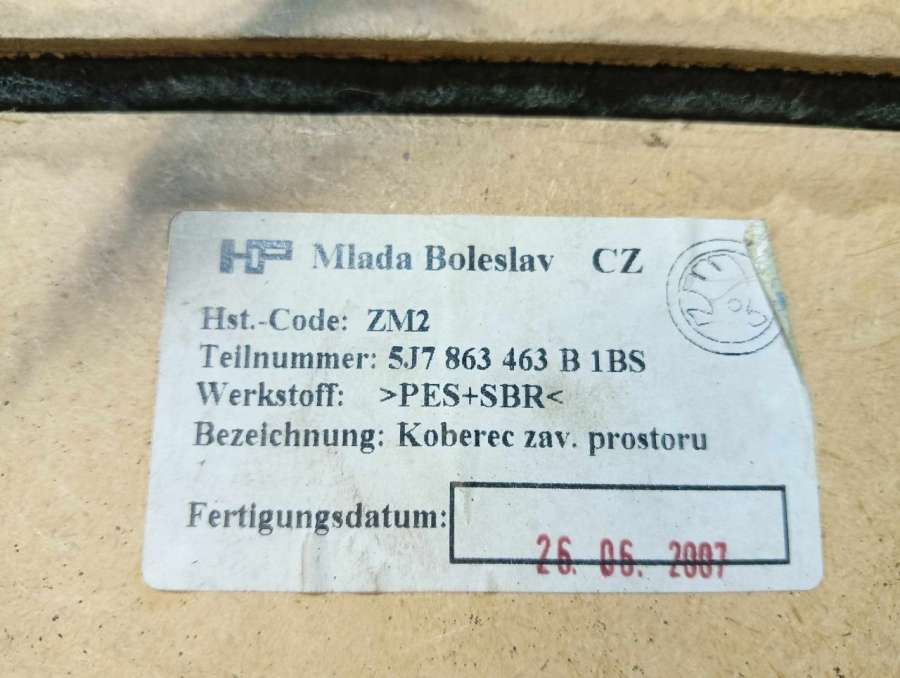 HP Mlada Boleslav CZ
Hst.-Code: ZM2
Teilnummer: 5J7 863 463 B 1BS
Werkstoff: >PES+SBR<
Bezeichnung: Koberec zav. prostoru
Fertigungsdatum:
26. 06. 2007